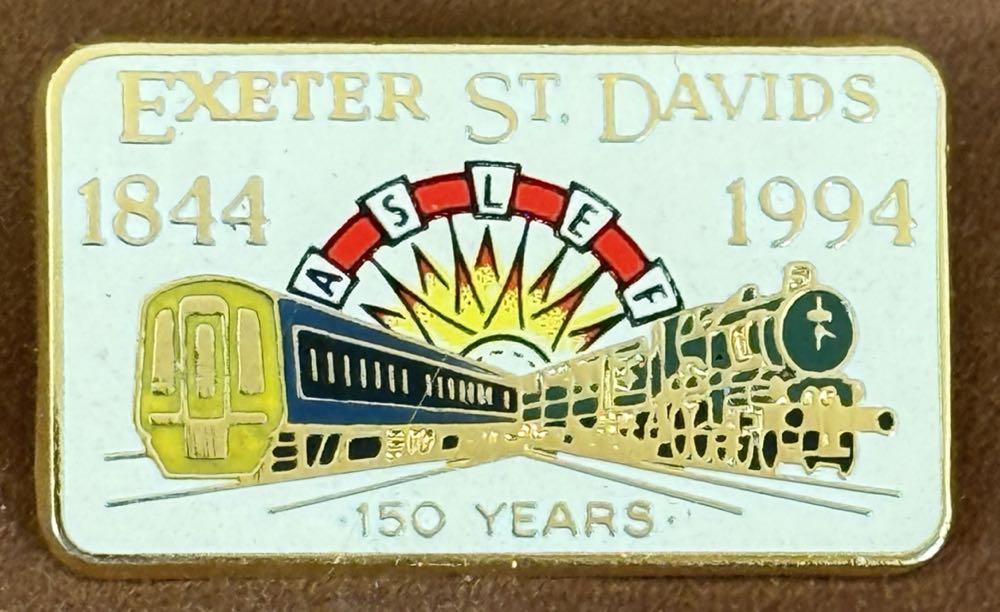 EXETER ST. DAVIDS
1844 1994
ASLEF
150 YEARS